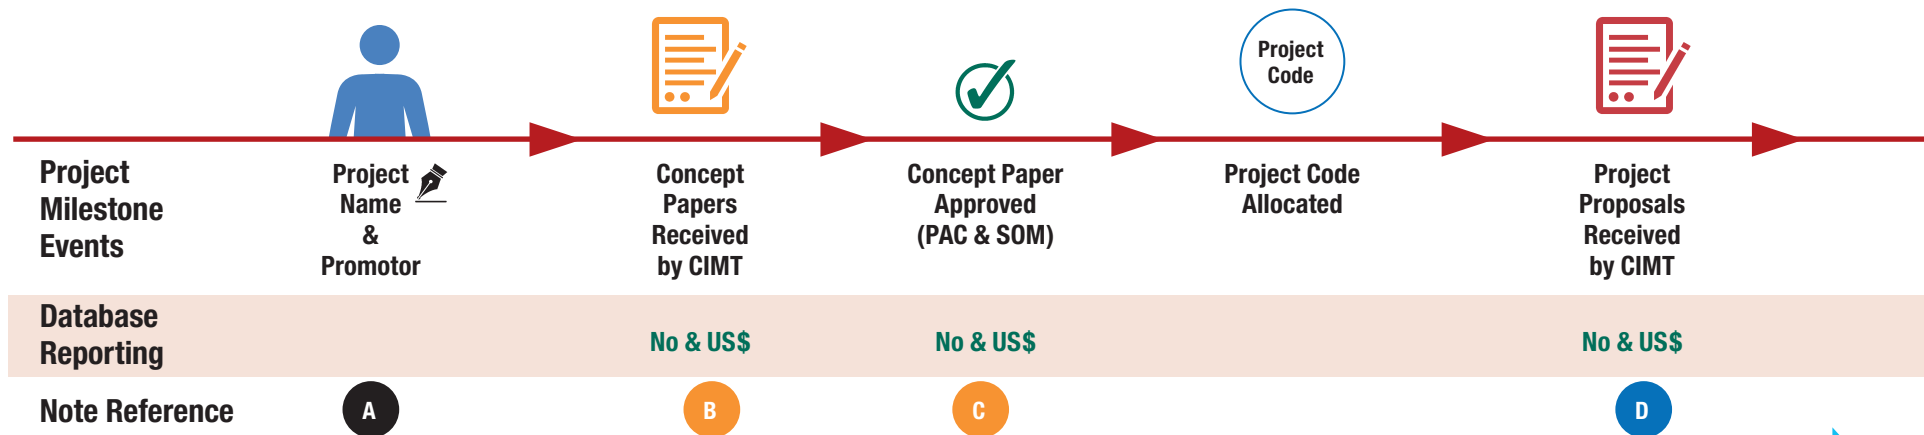 Project
Code
Project
Milestone
Events
Project
Name
&
Promotor
Concept
Papers
Received
by CIMT
Concept Paper
Approved
(PAC & SOM)
Project Code
Allocated
Project
Proposals
Received
by CIMT
Database
Reporting
No & US$
No & US$
No & US$
Note Reference
A
B
C
D